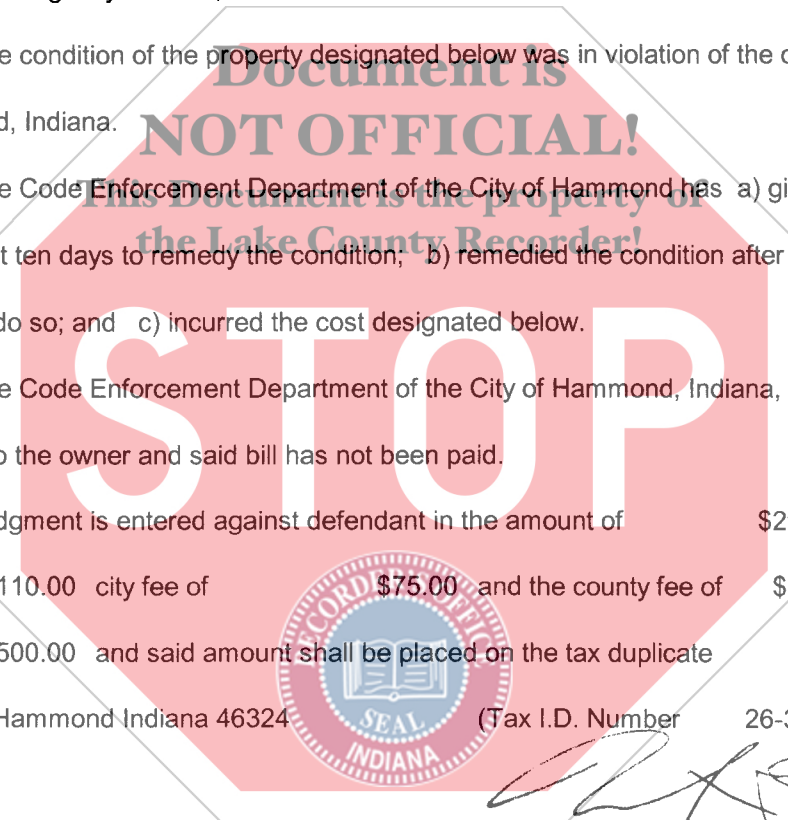 e condition of the property designated below was in violation of the
d, Indiana.
e Code Enforcement Department of the City of Hammond has a) gi
t ten days to remedy the condition; b) remedied the condition after
do so; and c) incurred the cost designated below.
e Code Enforcement Department of the City of Hammond, Indiana,
o the owner and said bill has not been paid.
dgment is entered against defendant in the amount of $2
110.00 city fee of $75.00 and the county fee of $
500.00 and said amount shall be placed on the tax duplicate
Hammond Indiana 46324 (Tax I.D. Number 26-3
Document is
NOT OFFICIAL!
This Document is the property of
the Lake County Recorder!
STOP
RECORDER'S OFFICE
SEAL
INDIANA